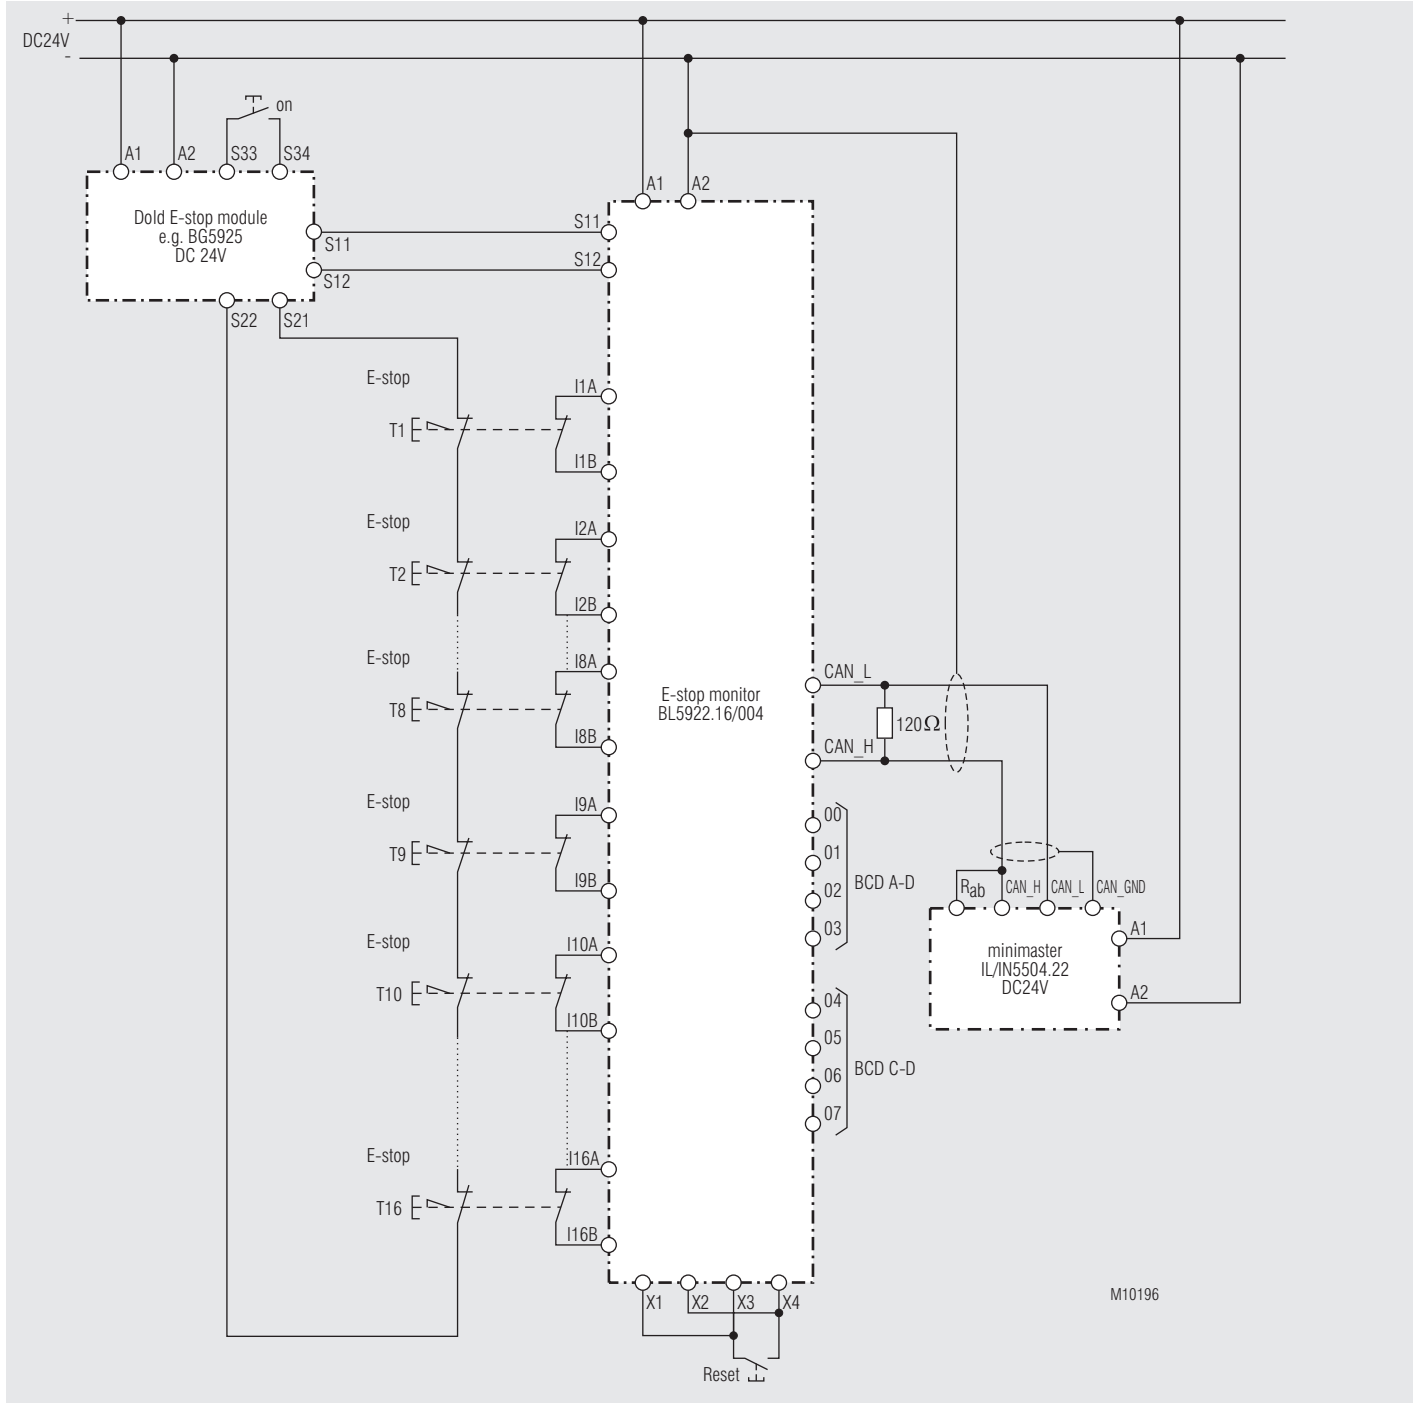 +
DC24V
-
on
A1
A2
S33
S34
Dold E-stop module
e.g. BG5925
DC 24V
S11
S12
S22
S21
A1
A2
S11
S12
E-stop
T1
I1A
I1B
E-stop
T2
I2A
I2B
E-stop
T8
I8A
I8B
E-stop
T9
I9A
I9B
E-stop
T10
I10A
I10B
E-stop
T16
I16A
I16B
E-stop monitor
BL5922.16/004
CAN_L
120Ω
CAN_H
00
01
02
03
BCD A-D
04
05
06
07
BCD C-D
Rab
CAN_H
CAN_L
CAN_GND
minimaster
IL/IN5504.22
DC24V
A1
A2
X1
X2
X3
X4
Reset
M10196